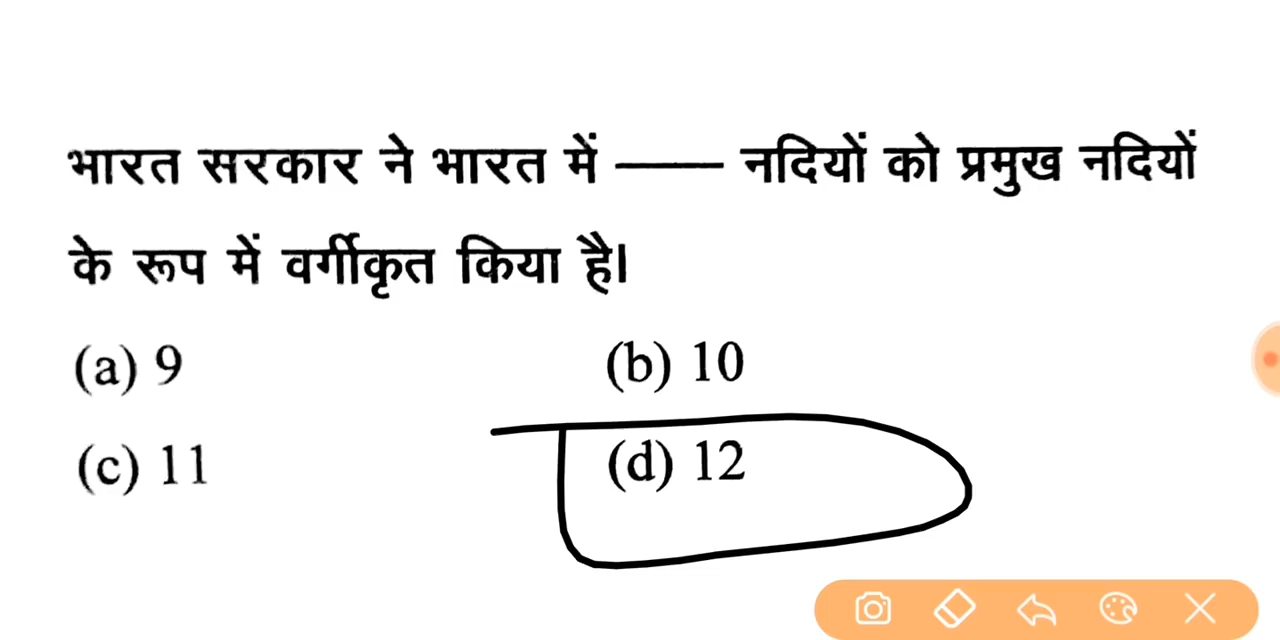 भारत सरकार ने भारत में —— नदियों को प्रमुख नदियों
के रूप में वर्गीकृत किया है।
(a) 9 (b) 10
(c) 11 (d) 12